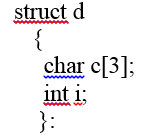 struct d
{
char c[3];
int i;
}: